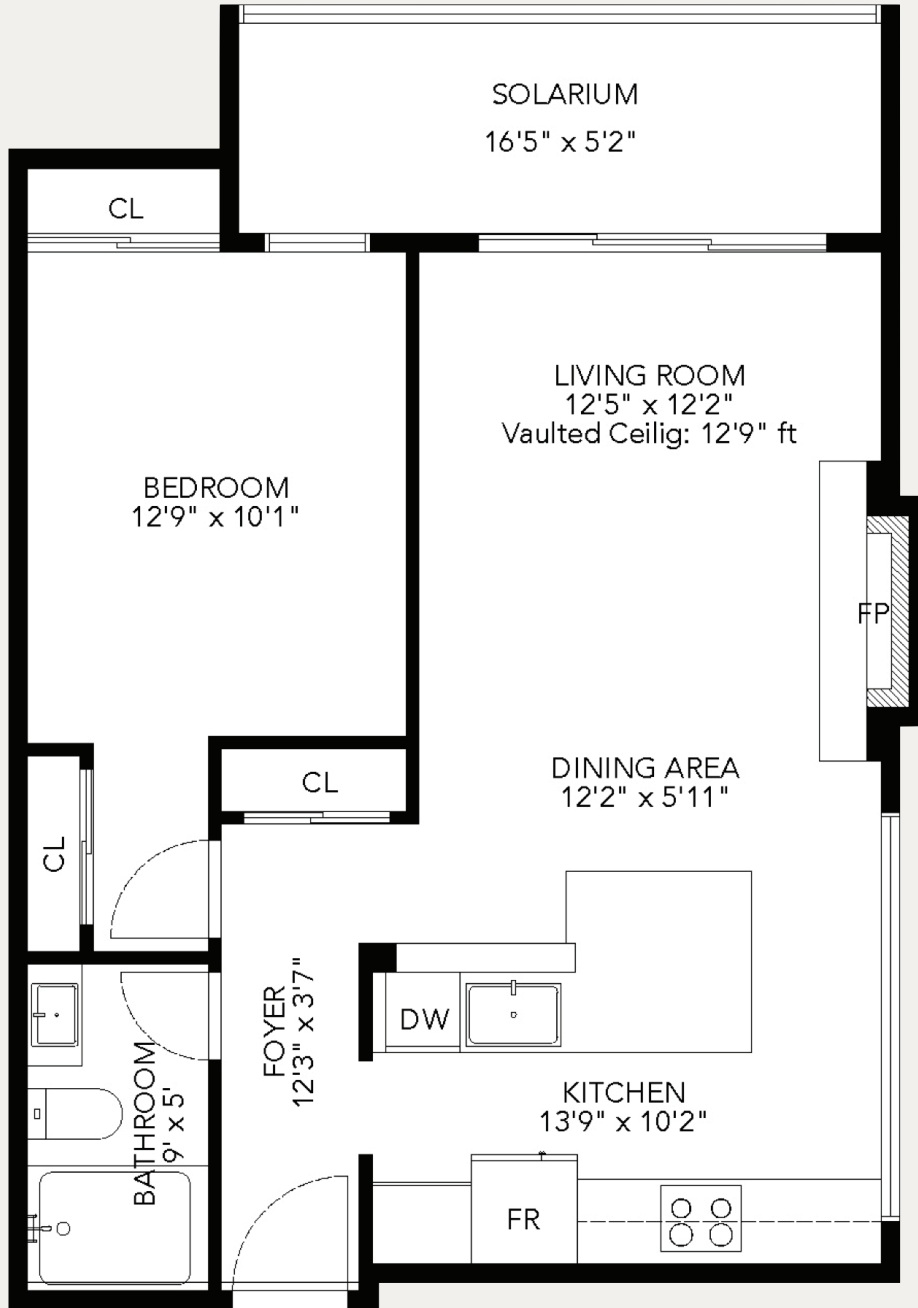 SOLARIUM
16'5" x 5'2"
CL
LIVING ROOM
12'5" x 12'2"
Vaulted Ceilig: 12'9" ft
BEDROOM
12'9" x 10'1"
FP
DINING AREA
12'2" x 5'11"
CL
CL
FOYER
12'3" x 3'7"
DW
BATHROOM
9' x 5'
KITCHEN
13'9" x 10'2"
FR